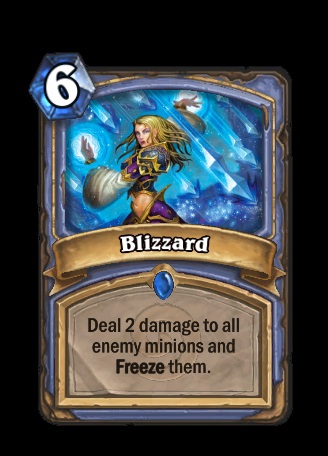 6
Blizzard
Deal 2 damage to all
enemy minions and
Freeze them.